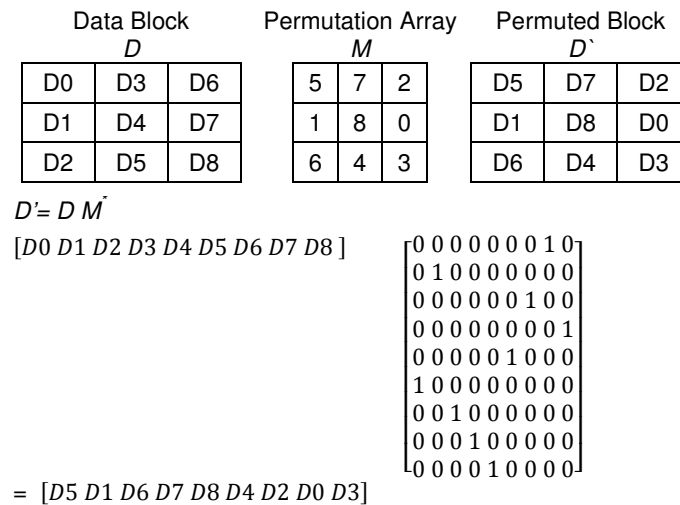 Data Block Permutation Array Permuted Block
D M D`
D0 D3 D6 5 7 2 D5 D7 D2
D1 D4 D7 1 8 0 D1 D8 D0
D2 D5 D8 6 4 3 D6 D4 D3
D'= D M*
[D0 D1 D2 D3 D4 D5 D6 D7 D8 ]
0 0 0 0 0 0 0 1 0
0 1 0 0 0 0 0 0 0
0 0 0 0 0 0 1 0 0
0 0 0 0 0 0 0 0 1
0 0 0 0 0 1 0 0 0
1 0 0 0 0 0 0 0 0
0 0 1 0 0 0 0 0 0
0 0 0 1 0 0 0 0 0
0 0 0 0 1 0 0 0 0
= [D5 D1 D6 D7 D8 D4 D2 D0 D3]